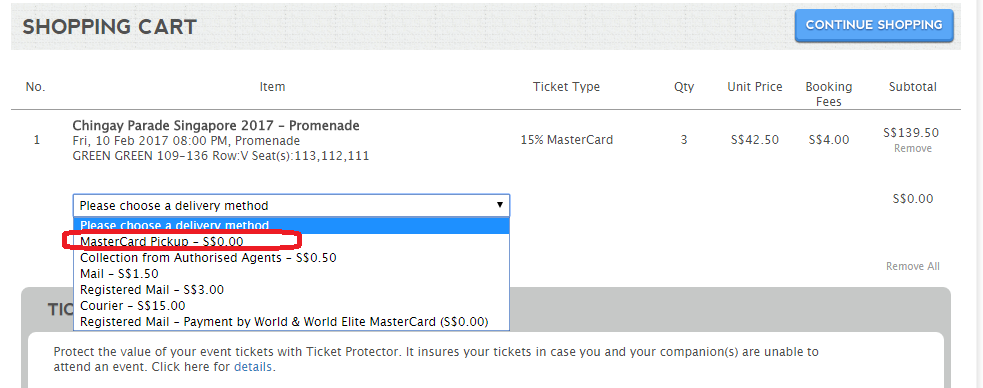 SHOPPING CART
CONTINUE SHOPPING
No. Item Ticket Type Qty Unit Price Booking Fees Subtotal
1 Chingay Parade Singapore 2017 – Promenade
Fri, 10 Feb 2017 08:00 PM, Promenade
GREEN GREEN 109–136 Row:V Seat(s):113,112,111
15% MasterCard 3 S$42.50 S$4.00 S$139.50
Remove
Please choose a delivery method
S$0.00
Please choose a delivery method
MasterCard Pickup – S$0.00
Collection from Authorised Agents – S$0.50
Mail – S$1.50
Registered Mail – S$3.00
Courier – S$15.00
Registered Mail – Payment by World & World Elite MasterCard (S$0.00)
Remove All
TIC
Protect the value of your event tickets with Ticket Protector. It insures your tickets in case you and your companion(s) are unable to
attend an event. Click here for details.